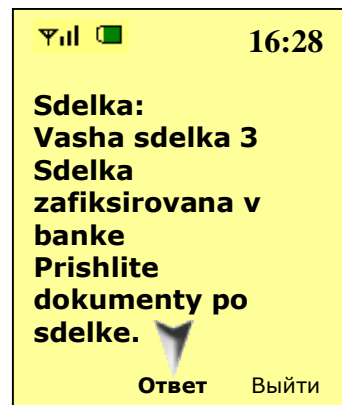 16:28
Sdelka:
Vasha sdelka 3
Sdelka
zafiksirovana v
banke
Prishlite
dokumenty po
sdelke.
Ответ Выйти